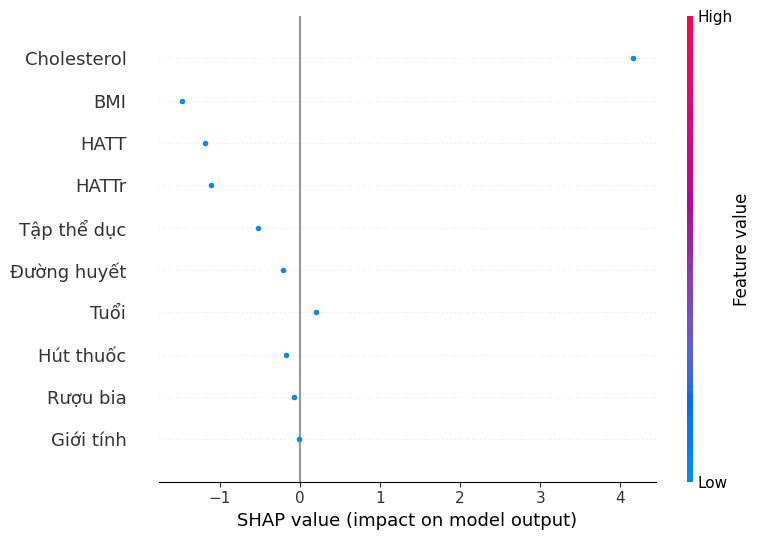 High
Cholesterol
BMI
HATT
HATTr
Tập thể dục
Đường huyết
Tuổi
Hút thuốc
Rượu bia
Giới tính
Feature value
Low
−1 0 1 2 3 4
SHAP value (impact on model output)